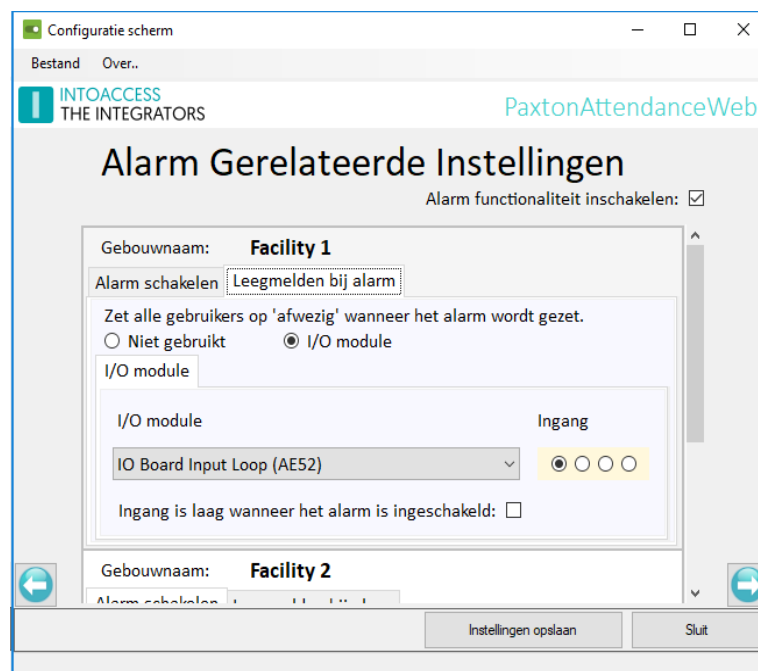 Configuratie scherm
Bestand Over..
INTOACCESS
THE INTEGRATORS
PaxtonAttendanceWeb
Alarm Gerelateerde Instellingen
Alarm functionaliteit inschakelen:
Gebouwnaam: Facility 1
Alarm schakelen Leegmelden bij alarm
Zet alle gebruikers op 'afwezig' wanneer het alarm wordt gezet.
Niet gebruikt I/O module
I/O module
I/O module Ingang
IO Board Input Loop (AE52)
Ingang is laag wanneer het alarm is ingeschakeld:
Gebouwnaam: Facility 2
Alarm schakelen
Instellingen opslaan Sluit